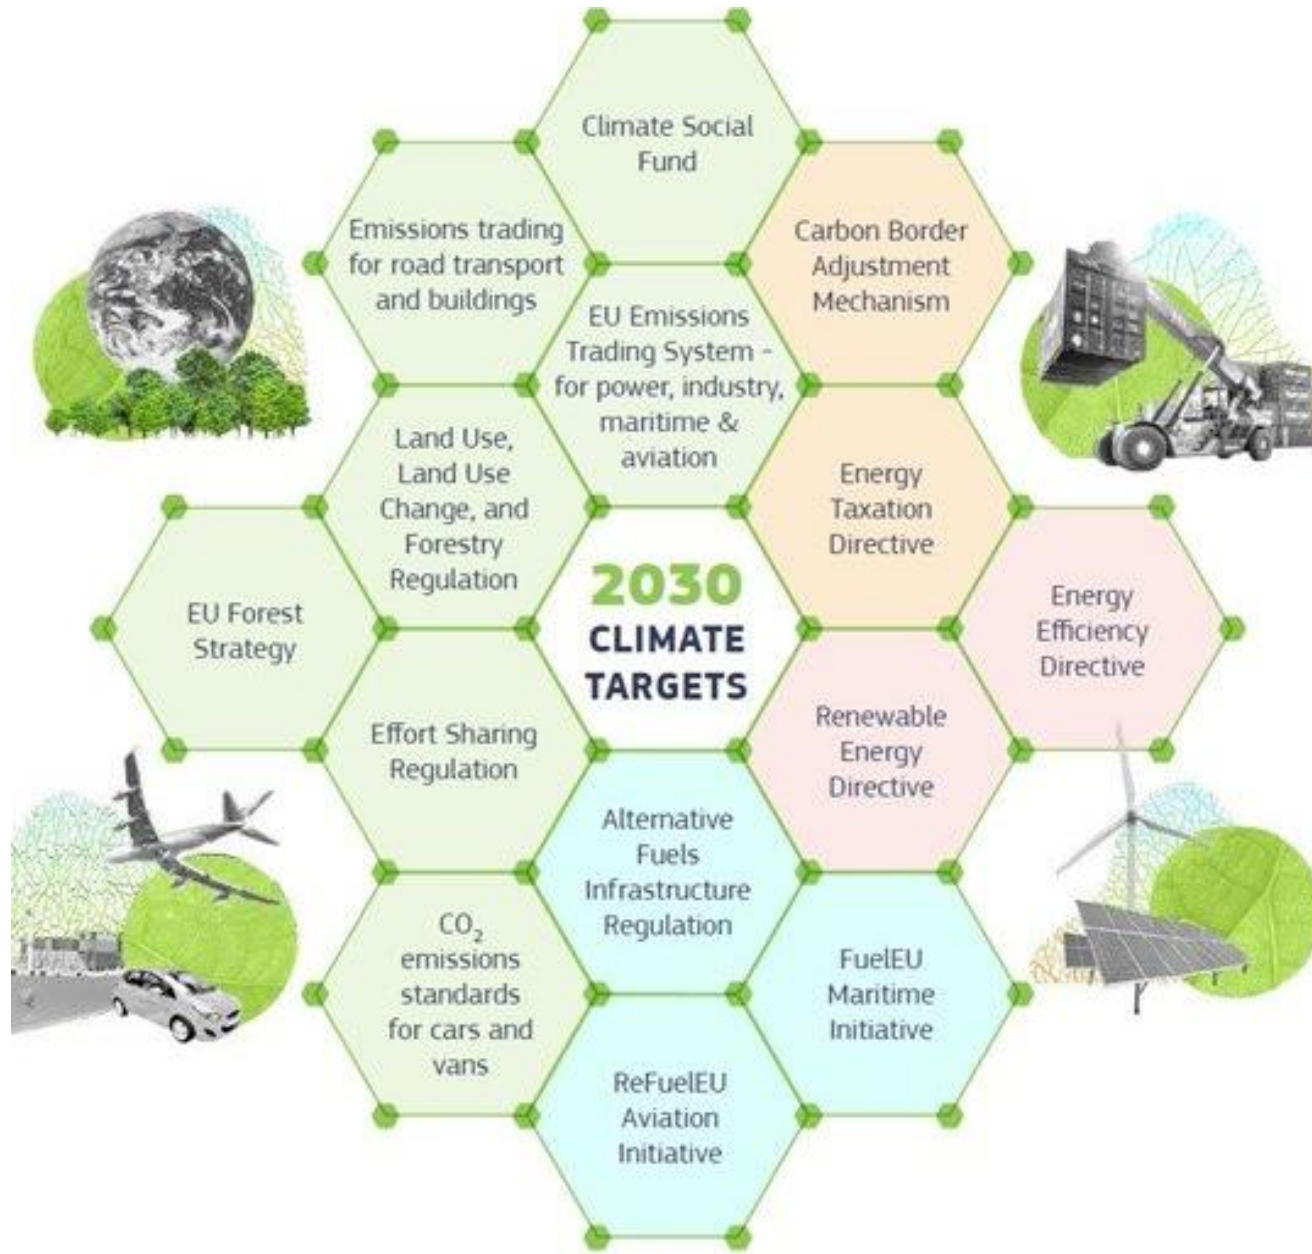 Climate Social
Fund
Emissions trading
for road transport
and buildings
Carbon Border
Adjustment
Mechanism
EU Emissions
Trading System -
for power, industry,
maritime &
aviation
Land Use,
Land Use
Change, and
Forestry
Regulation
Energy
Taxation
Directive
EU Forest
Strategy
2030
CLIMATE
TARGETS
Energy
Efficiency
Directive
Effort Sharing
Regulation
Renewable
Energy
Directive
Alternative
Fuels
Infrastructure
Regulation
CO₂
emissions
standards
for cars and
vans
FuelEU
Maritime
Initiative
ReFuelEU
Aviation
Initiative